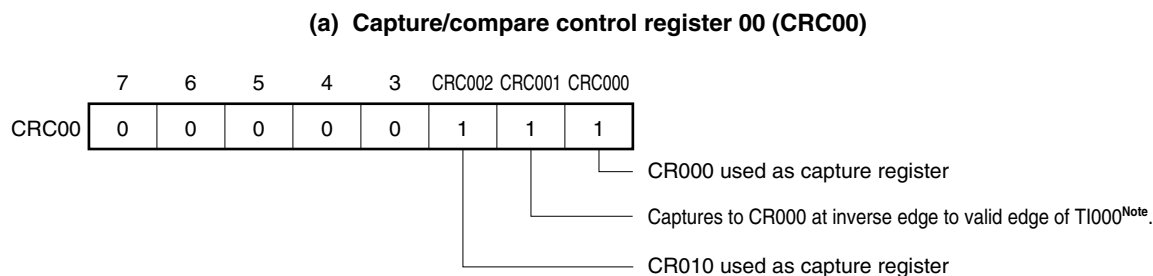 (a) Capture/compare control register 00 (CRC00)
7 6 5 4 3 CRC002 CRC001 CRC000
CRC00 0 0 0 0 0 1 1 1
CR000 used as capture register
Captures to CR000 at inverse edge to valid edge of TI000Note.
CR010 used as capture register